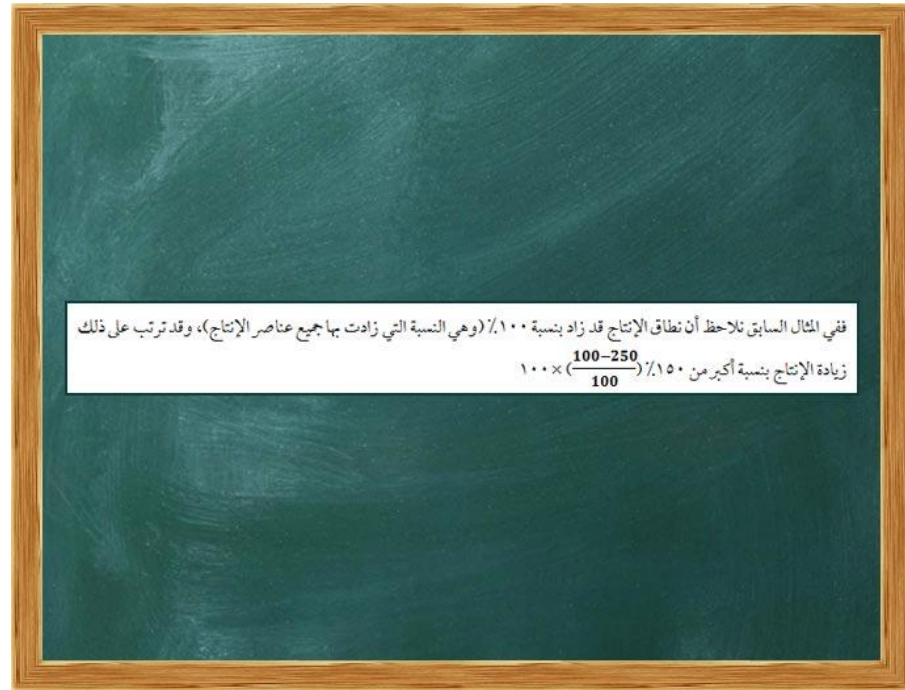 ففي المثال السابق نلاحظ أن نطاق الإنتاج قد زاد بنسبة ١٠٠٪ (وهي النسبة التي زادت بها جميع عناصر الإنتاج)، وقد ترتب على ذلك
زيادة الإنتاج بنسبة أكبر من ١٥٠٪ (100−250/100)×١٠٠